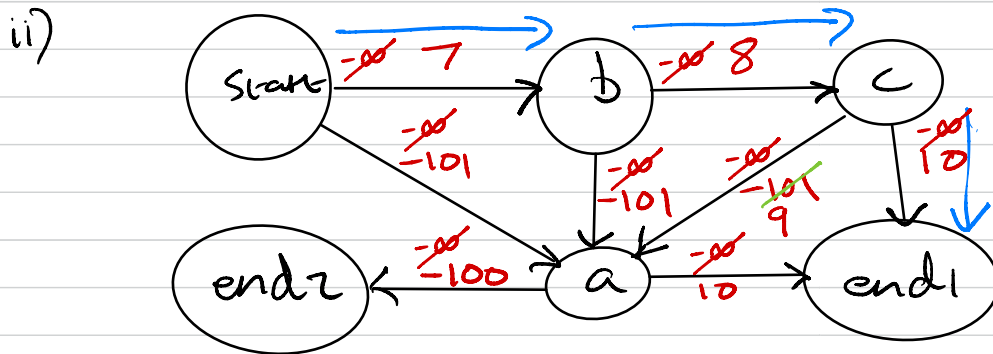 ii)
Start -∞ 7 b -∞ 8 c
-∞ -101
-∞ -101
-∞ -101 9
-∞ 10
end2 -∞ -100 a -∞ 10 end1